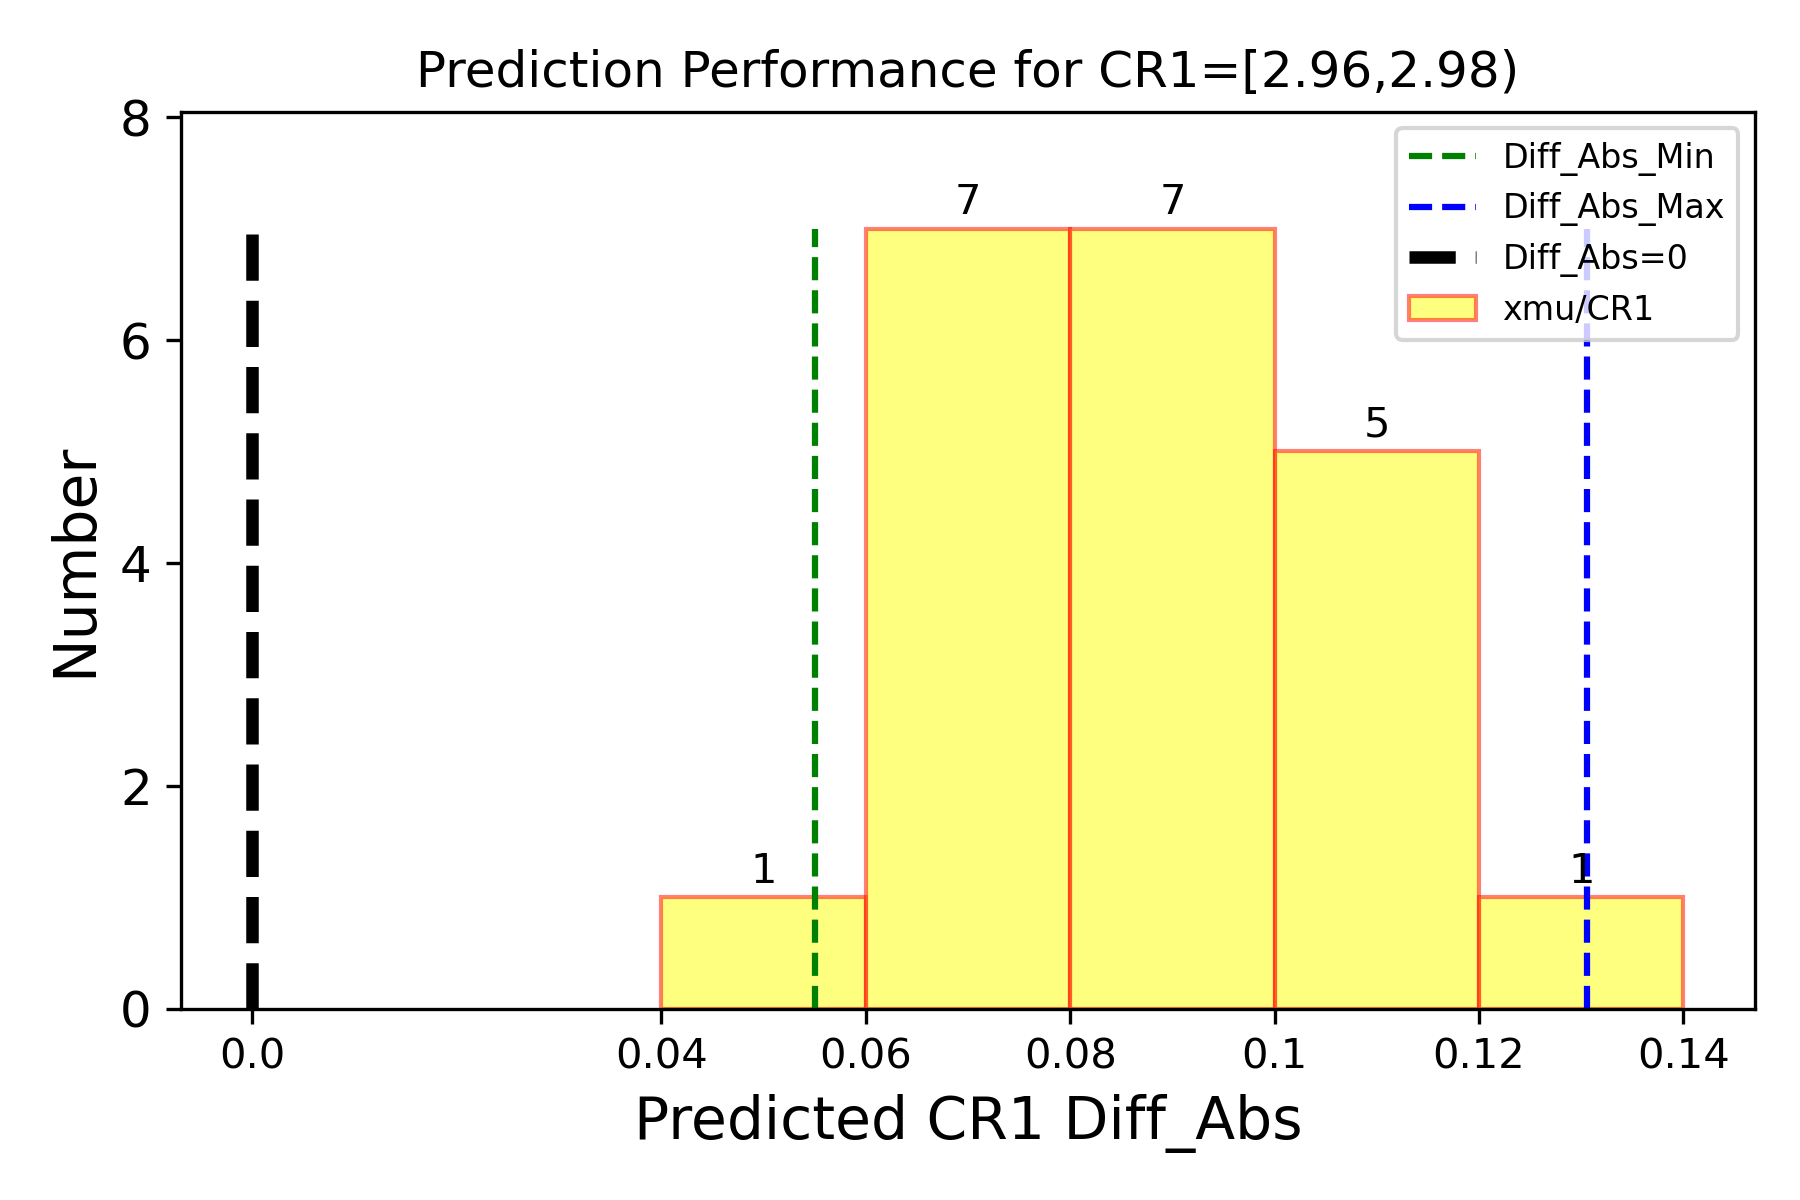 Prediction Performance for CR1=[2.96,2.98)
8
6
4
2
0
Number
Diff_Abs_Min
Diff_Abs_Max
Diff_Abs=0
xmu/CR1
7
7
5
1
1
0.0
0.04
0.06
0.08
0.1
0.12
0.14
Predicted CR1 Diff_Abs